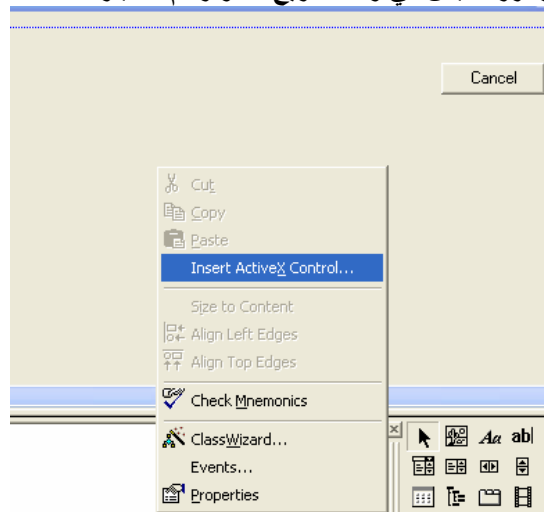 Cancel
Cut
Copy
Paste
Insert ActiveX Control...
Size to Content
Align Left Edges
Align Top Edges
Check Mnemonics
ClassWizard...
Events...
Properties
Aa ab|